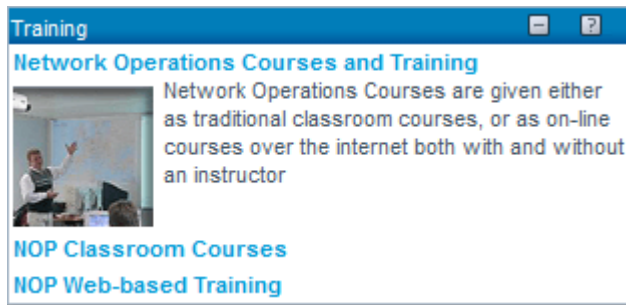 Training
Network Operations Courses and Training
Network Operations Courses are given either
as traditional classroom courses, or as on-line
courses over the internet both with and without
an instructor
NOP Classroom Courses
NOP Web-based Training